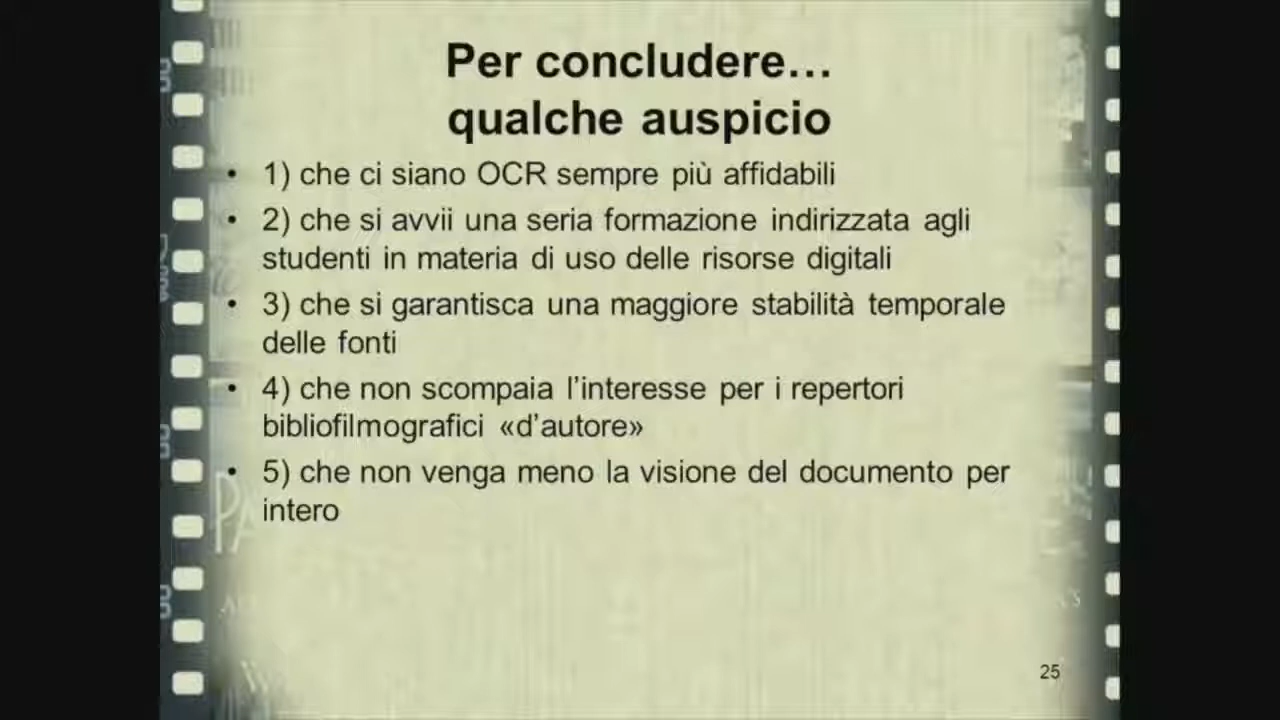 Per concludere…
qualche auspicio
• 1) che ci siano OCR sempre più affidabili
• 2) che si avvii una seria formazione indirizzata agli
studenti in materia di uso delle risorse digitali
• 3) che si garantisca una maggiore stabilità temporale
delle fonti
• 4) che non scompaia l’interesse per i repertori
bibliofilmografici «d’autore»
• 5) che non venga meno la visione del documento per
intero
25